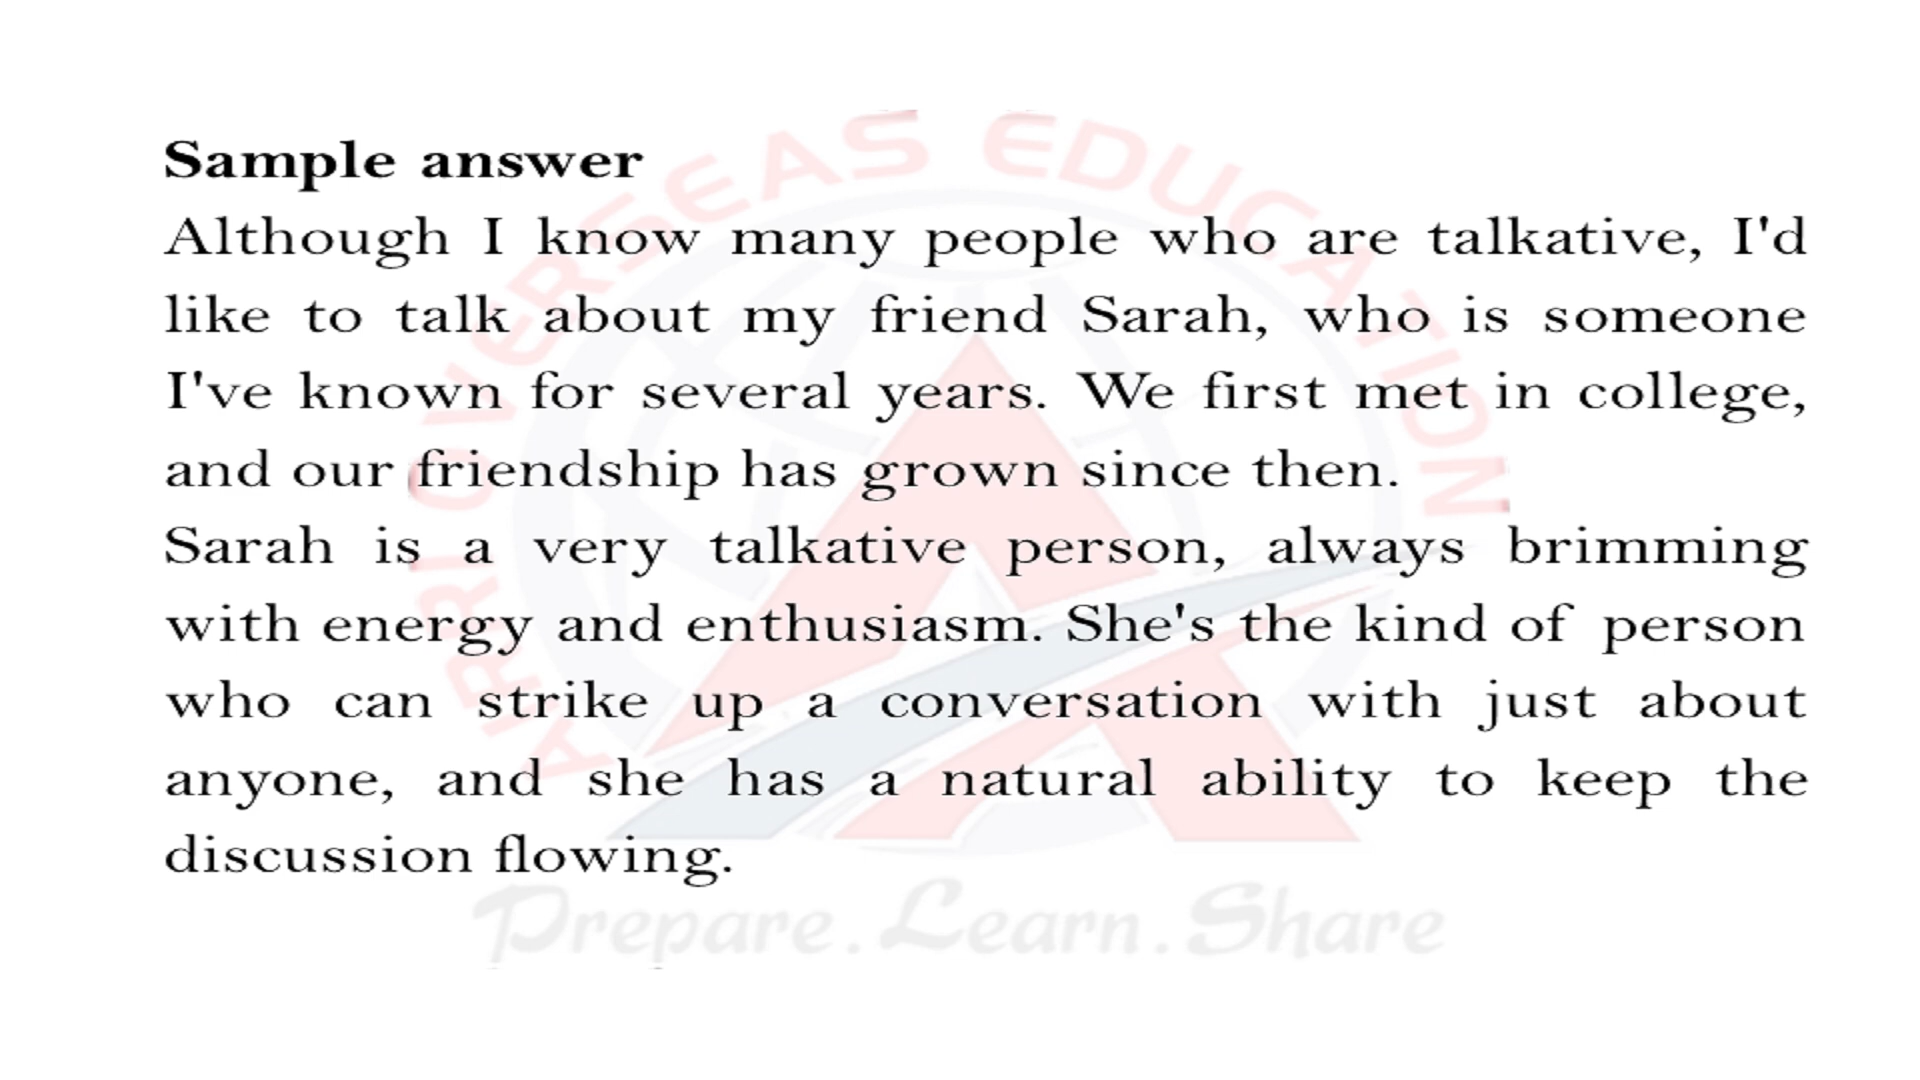 Sample answer
Although I know many people who are talkative, I'd
like to talk about my friend Sarah, who is someone
I've known for several years. We first met in college,
and our friendship has grown since then.
Sarah is a very talkative person, always brimming
with energy and enthusiasm. She's the kind of person
who can strike up a conversation with just about
anyone, and she has a natural ability to keep the
discussion flowing.
ARRI OVERSEAS EDUCATION
Prepare. Learn. Share